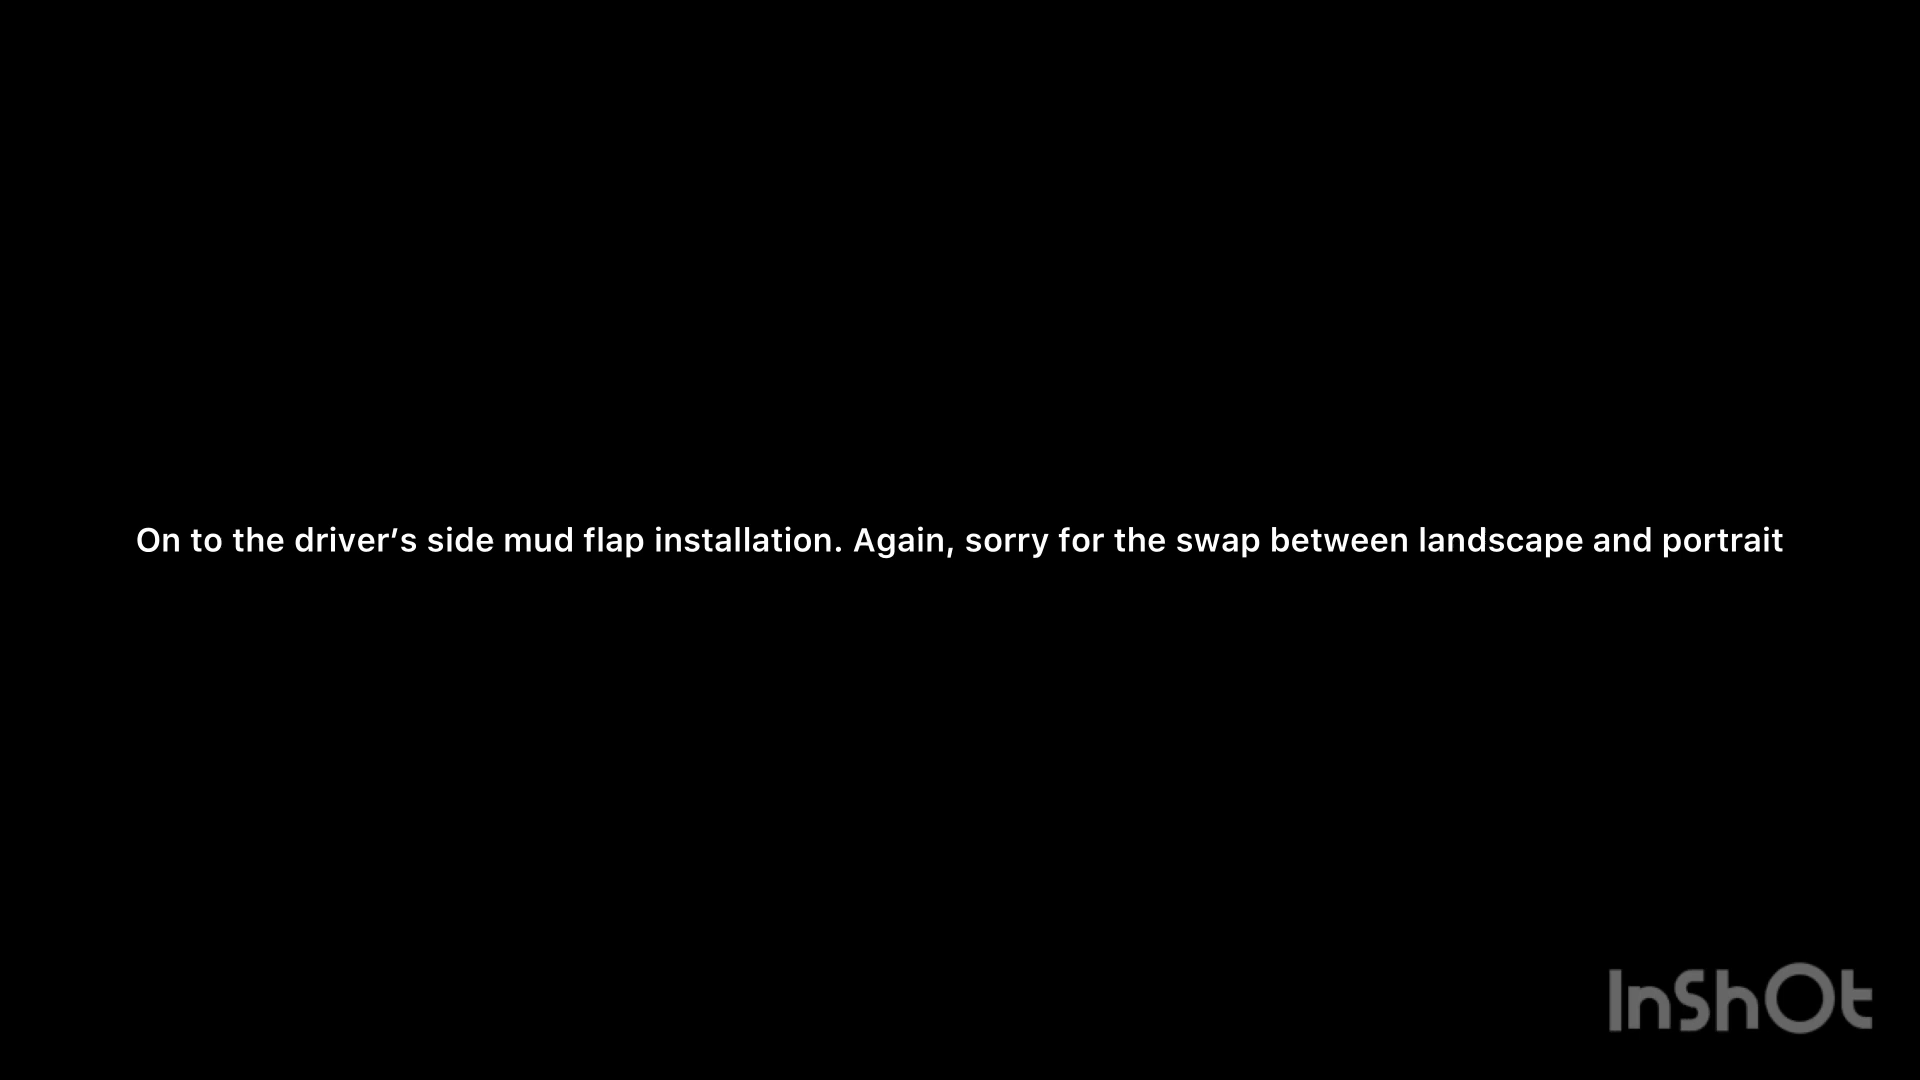 On to the driver’s side mud flap installation. Again, sorry for the swap between landscape and portrait
InShOt